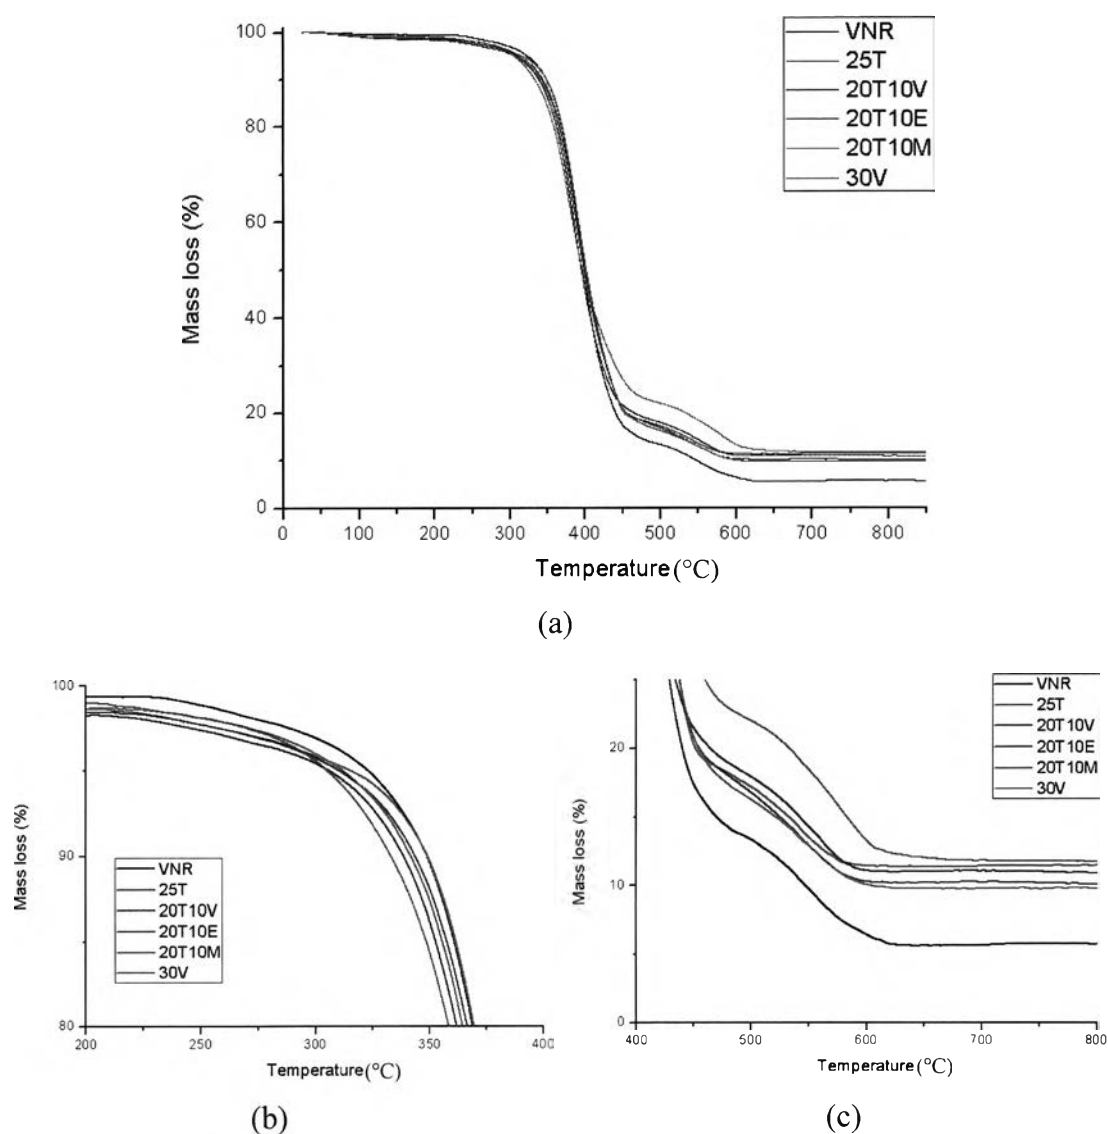 100
80
60
40
20
0
Mass loss (%)
VNR
25T
20T10V
20T10E
20T10M
30V
0 100 200 300 400 500 600 700 800
Temperature (°C)
(a)
100
90
80
Mass loss (%)
VNR
25T
20T10V
20T10E
20T10M
30V
200 250 300 350 400
Temperature (°C)
(b)
20
10
0
Mass loss (%)
VNR
25T
20T10V
20T10E
20T10M
30V
400 500 600 700 800
Temperature (°C)
(c)